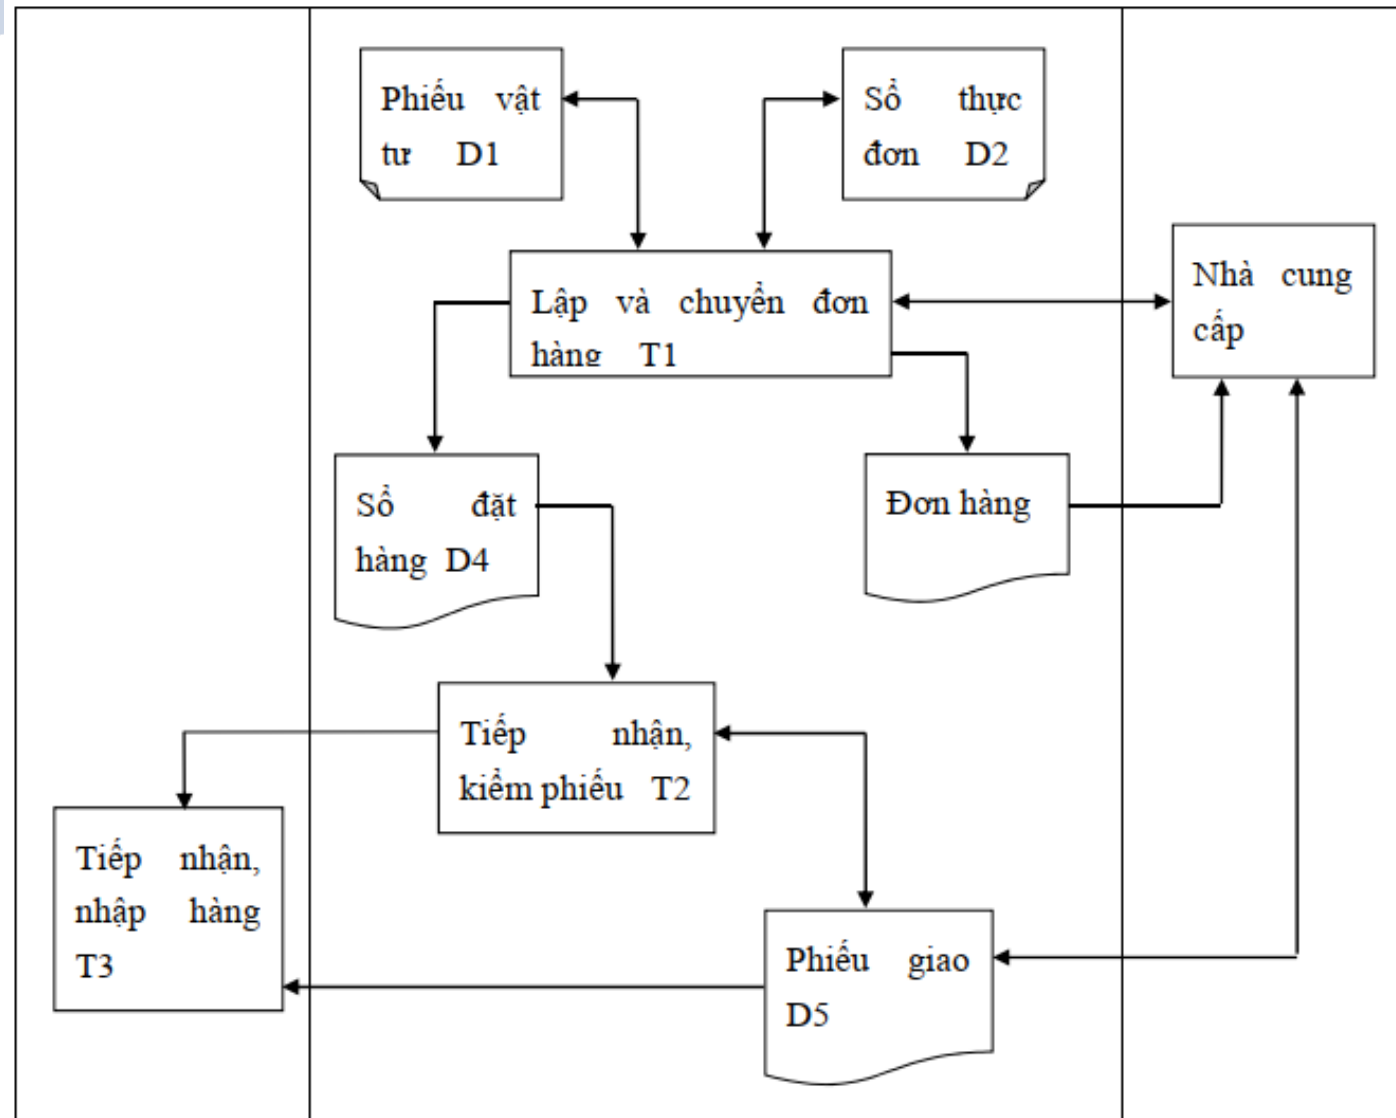 Phiếu vật
tư D1
Sổ thực
đơn D2
Nhà cung
cấp
Lập và chuyển đơn
hàng T1
Sổ đặt
hàng D4
Đơn hàng
Tiếp nhận,
kiểm phiếu T2
Tiếp nhận,
nhập hàng
T3
Phiếu giao
D5